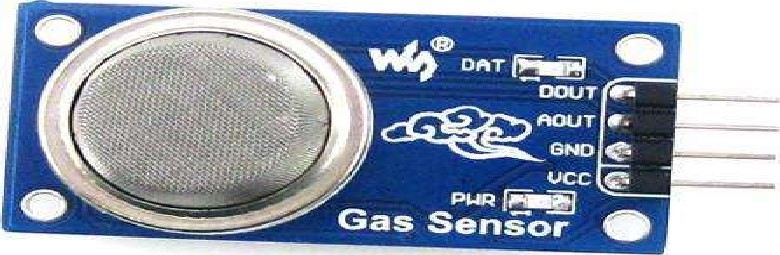 DAT
DOUT
AOUT
GND
VCC
PWR
Gas Sensor